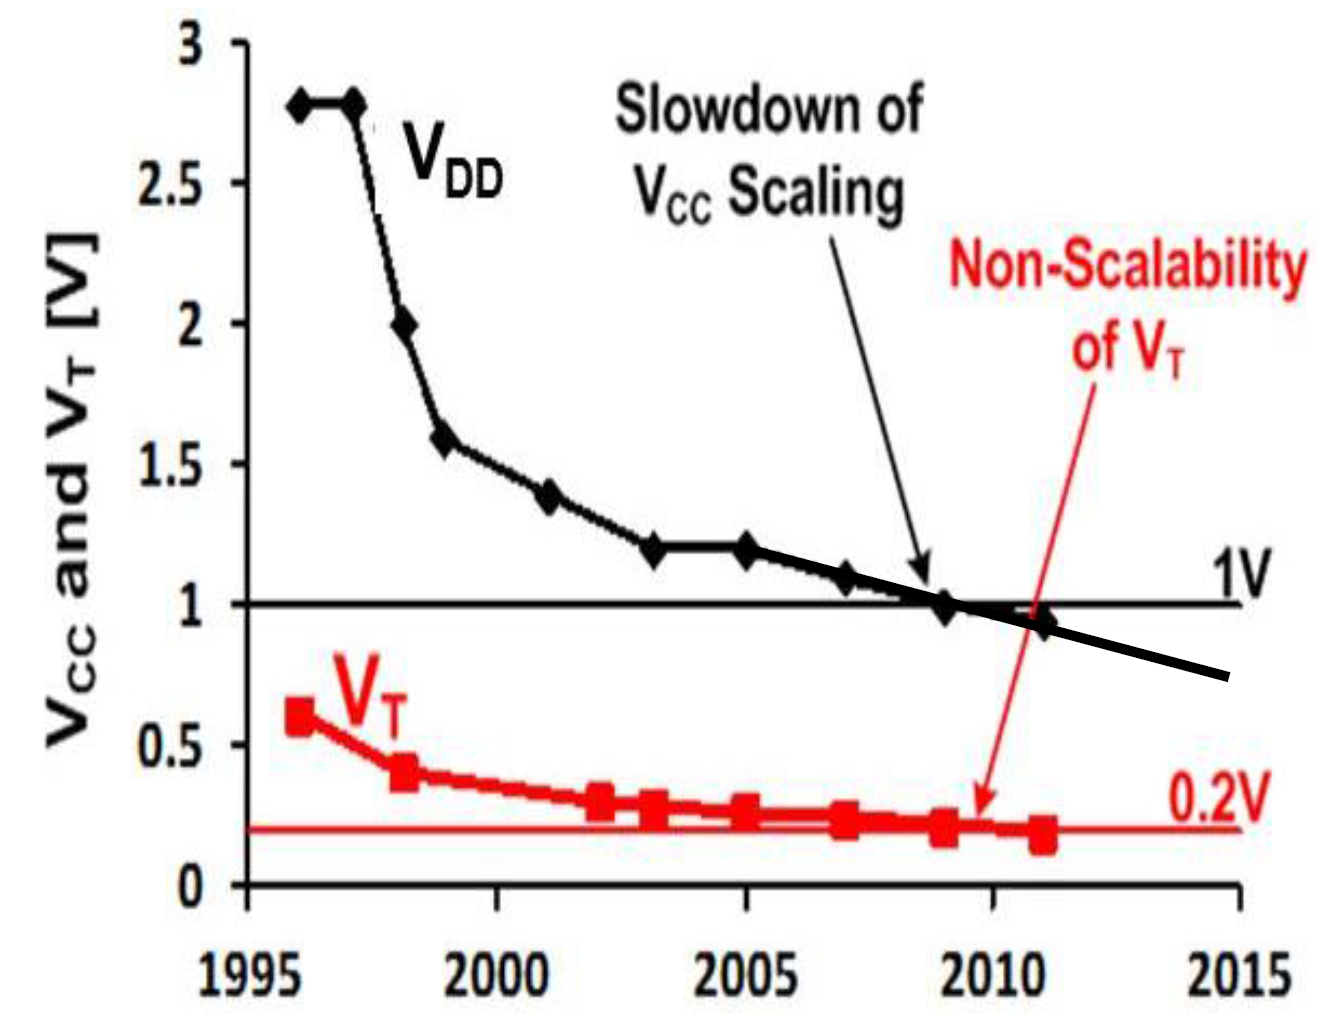 3
2.5
2
1.5
1
0.5
0
V_CC and V_T [V]
V_DD
Slowdown of
V_CC Scaling
Non-Scalability
of V_T
1V
V_T
0.2V
1995 2000 2005 2010 2015